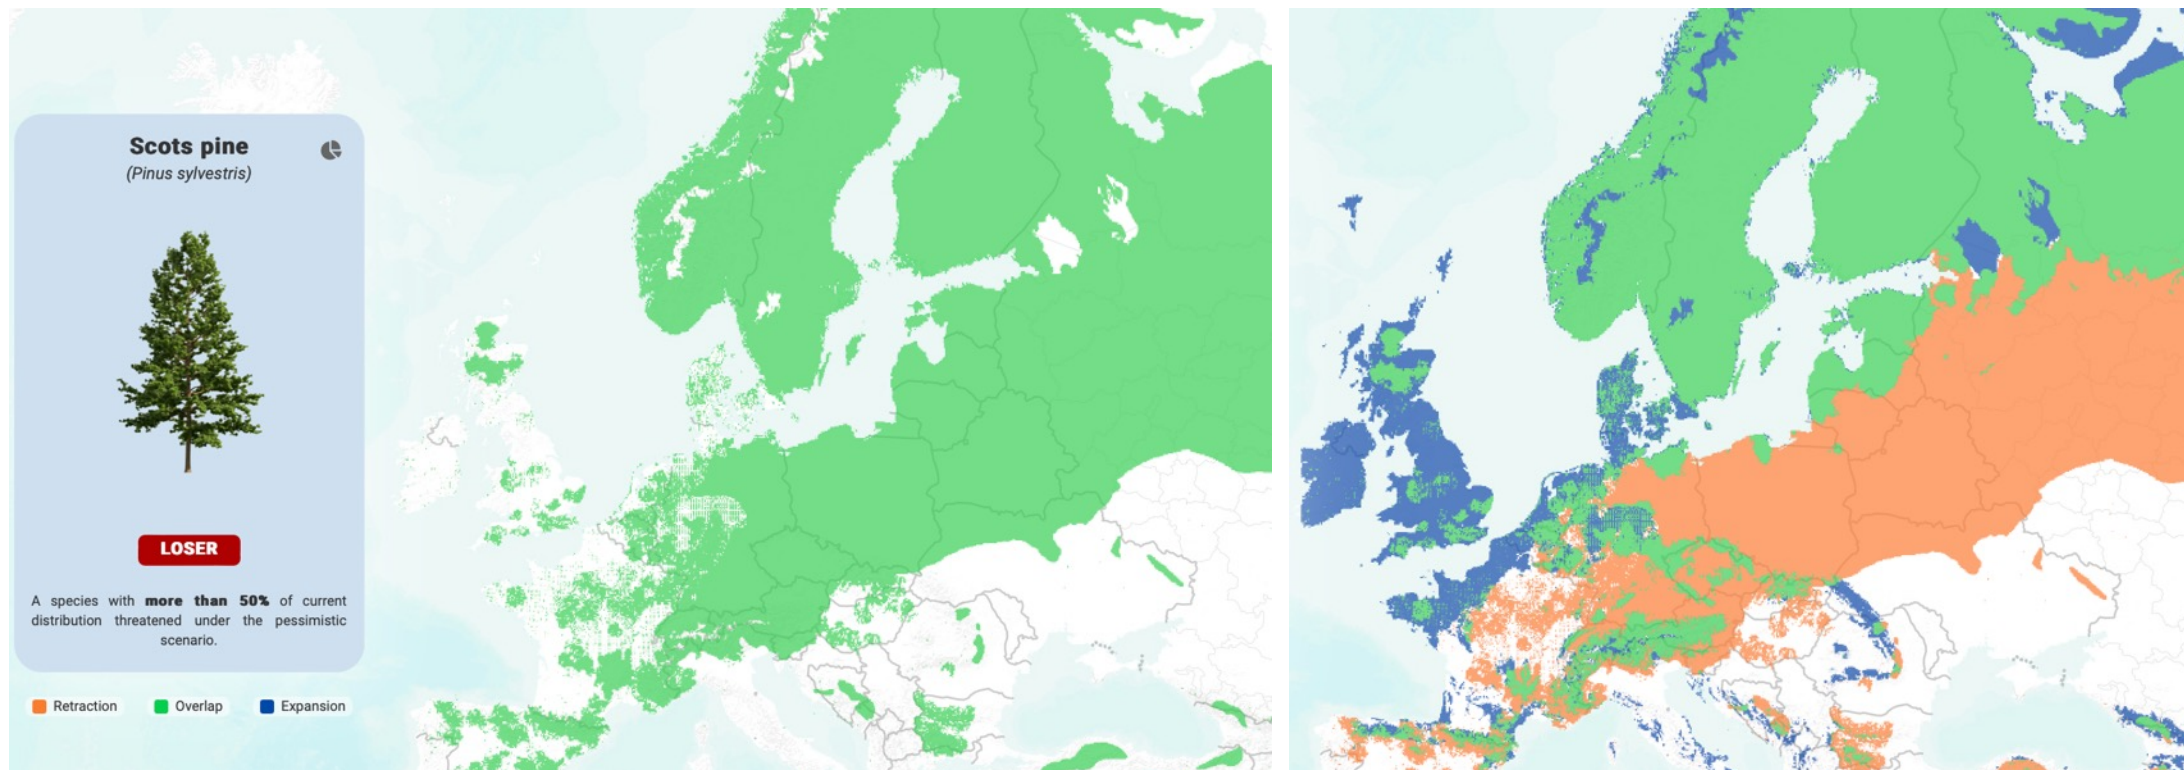 Scots pine
(Pinus sylvestris)
LOSER
A species with more than 50% of current
distribution threatened under the pessimistic
scenario.
Retraction
Overlap
Expansion